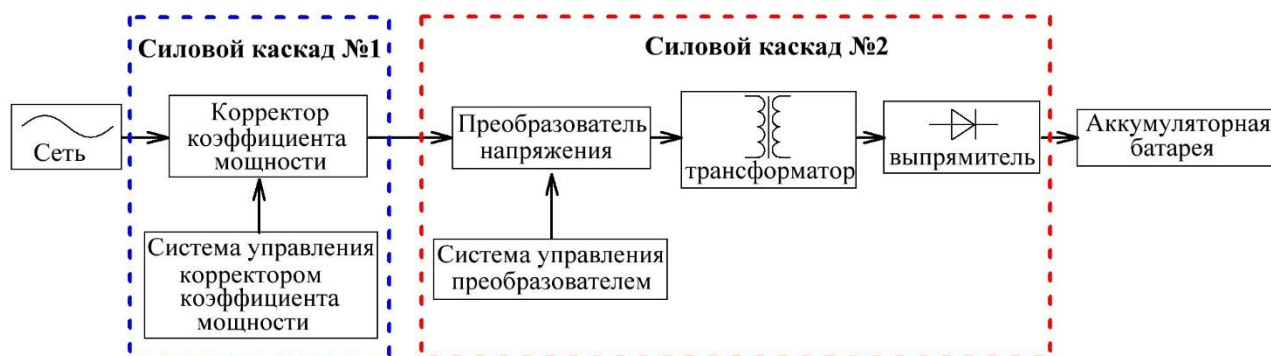 Силовой каскад №1
Силовой каскад №2
Сеть
Корректор
коэффициента
мощности
Преобразователь
напряжения
трансформатор
выпрямитель
Аккумуляторная
батарея
Система управления
корректором
коэффициента
мощности
Система управления
преобразователем